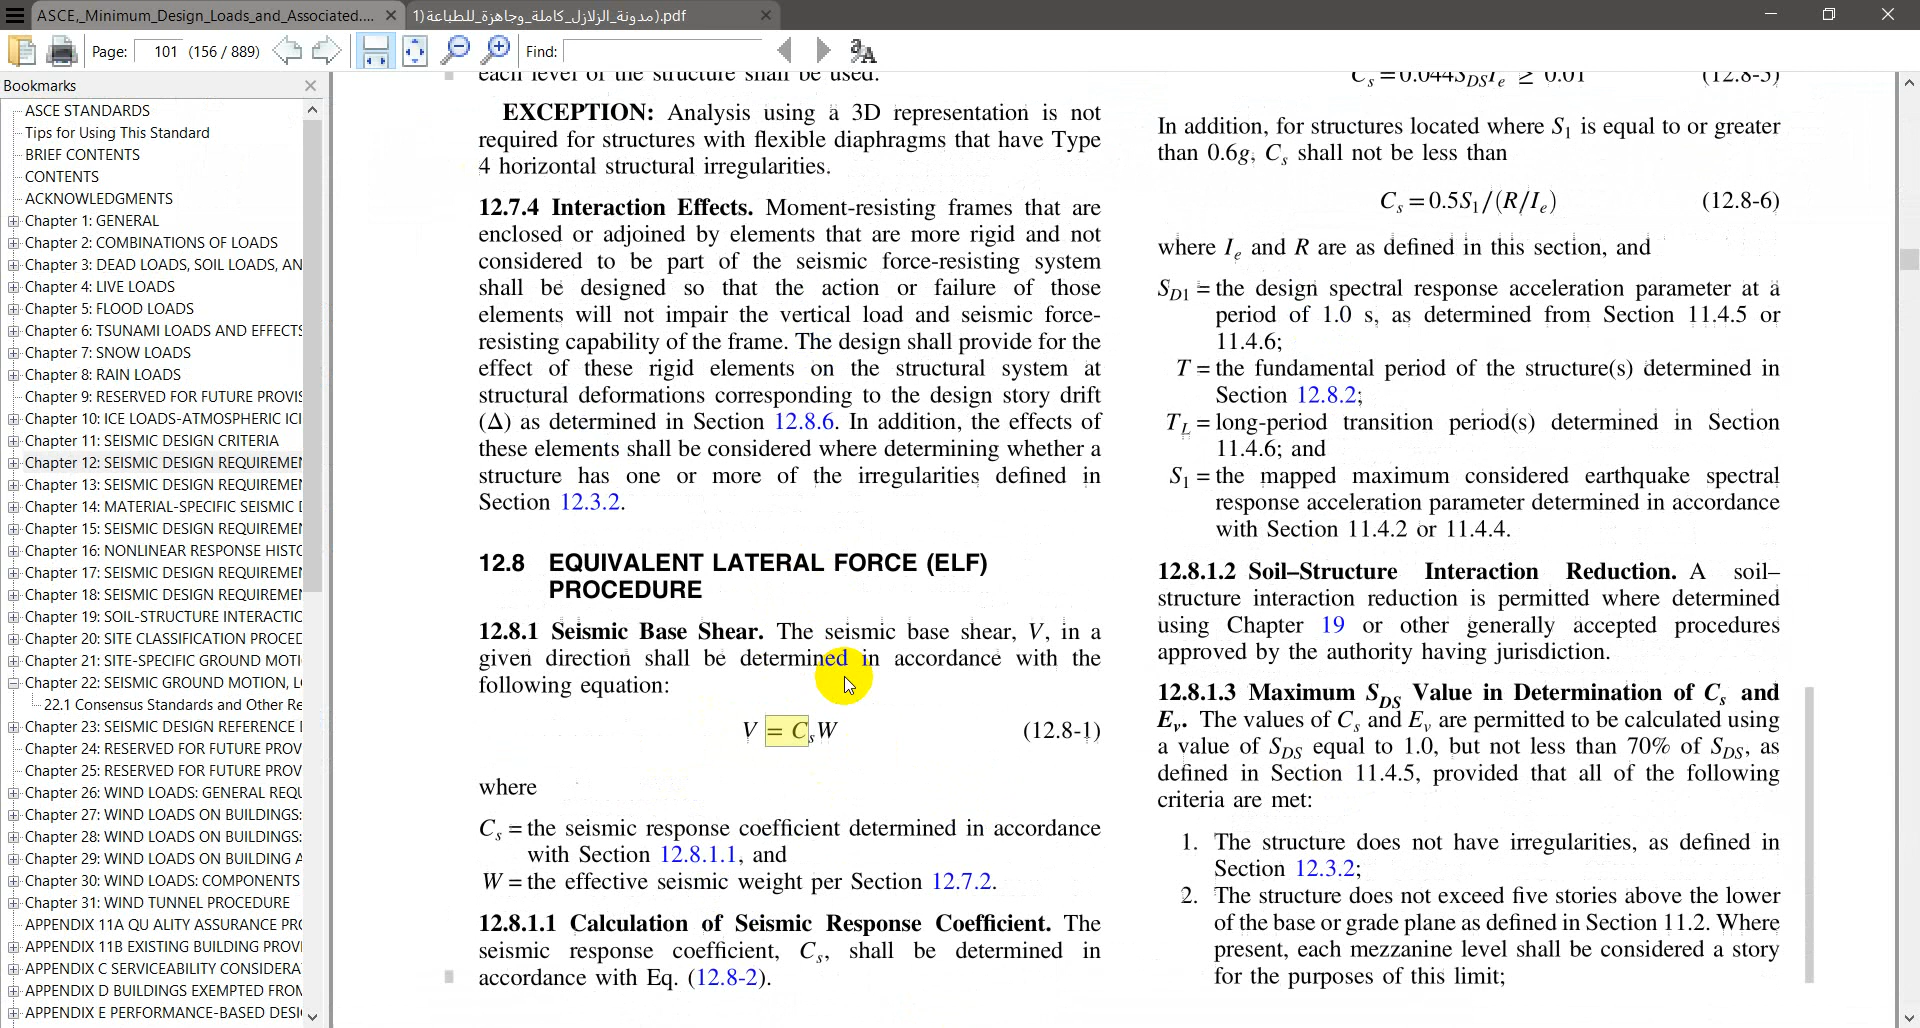 ASCE,_Minimum_Design_Loads_and_Associated....
1)مدونة_الزلازل_كاملة_وجاهزة_للطباعة).pdf
Page: 101 (156 / 889)
Find:
Bookmarks
ASCE STANDARDS
Tips for Using This Standard
BRIEF CONTENTS
CONTENTS
ACKNOWLEDGMENTS
Chapter 1: GENERAL
Chapter 2: COMBINATIONS OF LOADS
Chapter 3: DEAD LOADS, SOIL LOADS, AN
Chapter 4: LIVE LOADS
Chapter 5: FLOOD LOADS
Chapter 6: TSUNAMI LOADS AND EFFECTS
Chapter 7: SNOW LOADS
Chapter 8: RAIN LOADS
Chapter 9: RESERVED FOR FUTURE PROVIS
Chapter 10: ICE LOADS-ATMOSPHERIC ICI
Chapter 11: SEISMIC DESIGN CRITERIA
Chapter 12: SEISMIC DESIGN REQUIREMEN
Chapter 13: SEISMIC DESIGN REQUIREMEN
Chapter 14: MATERIAL-SPECIFIC SEISMIC D
Chapter 15: SEISMIC DESIGN REQUIREMEN
Chapter 16: NONLINEAR RESPONSE HISTO
Chapter 17: SEISMIC DESIGN REQUIREMEN
Chapter 18: SEISMIC DESIGN REQUIREMEN
Chapter 19: SOIL-STRUCTURE INTERACTIO
Chapter 20: SITE CLASSIFICATION PROCED
Chapter 21: SITE-SPECIFIC GROUND MOTI
Chapter 22: SEISMIC GROUND MOTION, L
22.1 Consensus Standards and Other Re
Chapter 23: SEISMIC DESIGN REFERENCE
Chapter 24: RESERVED FOR FUTURE PROV
Chapter 25: RESERVED FOR FUTURE PROV
Chapter 26: WIND LOADS: GENERAL REQU
Chapter 27: WIND LOADS ON BUILDINGS:
Chapter 28: WIND LOADS ON BUILDINGS:
Chapter 29: WIND LOADS ON BUILDING A
Chapter 30: WIND LOADS: COMPONENTS
Chapter 31: WIND TUNNEL PROCEDURE
APPENDIX 11A QU ALITY ASSURANCE PRO
APPENDIX 11B EXISTING BUILDING PROVI
APPENDIX C SERVICEABILITY CONSIDERA
APPENDIX D BUILDINGS EXEMPTED FROM
APPENDIX E PERFORMANCE-BASED DESI
each level of the structure shall be used.
EXCEPTION: Analysis using a 3D representation is not
required for structures with flexible diaphragms that have Type
4 horizontal structural irregularities.
12.7.4 Interaction Effects. Moment-resisting frames that are
enclosed or adjoined by elements that are more rigid and not
considered to be part of the seismic force-resisting system
shall be designed so that the action or failure of those
elements will not impair the vertical load and seismic force-
resisting capability of the frame. The design shall provide for the
effect of these rigid elements on the structural system at
structural deformations corresponding to the design story drift
(Δ) as determined in Section 12.8.6. In addition, the effects of
these elements shall be considered where determining whether a
structure has one or more of the irregularities defined in
Section 12.3.2.
12.8 EQUIVALENT LATERAL FORCE (ELF)
PROCEDURE
12.8.1 Seismic Base Shear. The seismic base shear, V, in a
given direction shall be determined in accordance with the
following equation:
V = CsW (12.8-1)
where
Cs = the seismic response coefficient determined in accordance
with Section 12.8.1.1, and
W = the effective seismic weight per Section 12.7.2.
12.8.1.1 Calculation of Seismic Response Coefficient. The
seismic response coefficient, Cs, shall be determined in
accordance with Eq. (12.8-2).
Cs = 0.044SDSIe ≥ 0.01 (12.8-5)
In addition, for structures located where S1 is equal to or greater
than 0.6g, Cs shall not be less than
Cs = 0.5S1/(R/Ie) (12.8-6)
where Ie and R are as defined in this section, and
SD1 = the design spectral response acceleration parameter at a
period of 1.0 s, as determined from Section 11.4.5 or
11.4.6;
T = the fundamental period of the structure(s) determined in
Section 12.8.2;
TL = long-period transition period(s) determined in Section
11.4.6; and
S1 = the mapped maximum considered earthquake spectral
response acceleration parameter determined in accordance
with Section 11.4.2 or 11.4.4.
12.8.1.2 Soil–Structure Interaction Reduction. A soil–
structure interaction reduction is permitted where determined
using Chapter 19 or other generally accepted procedures
approved by the authority having jurisdiction.
12.8.1.3 Maximum SDS Value in Determination of Cs and
Ev. The values of Cs and Ev are permitted to be calculated using
a value of SDS equal to 1.0, but not less than 70% of SDS, as
defined in Section 11.4.5, provided that all of the following
criteria are met:
1. The structure does not have irregularities, as defined in
Section 12.3.2;
2. The structure does not exceed five stories above the lower
of the base or grade plane as defined in Section 11.2. Where
present, each mezzanine level shall be considered a story
for the purposes of this limit;